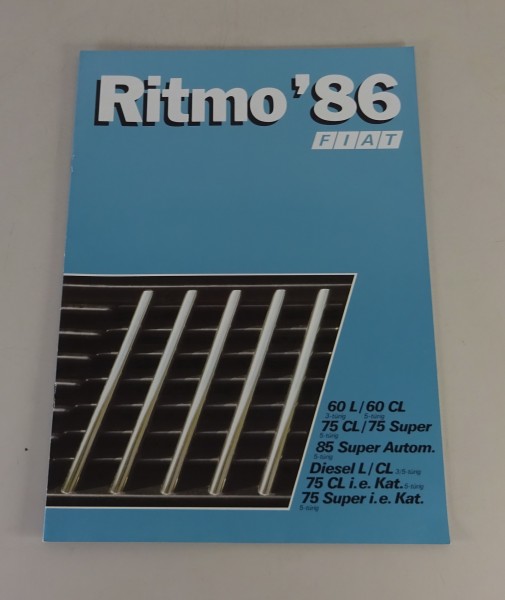 Ritmo '86
FIAT
60 L/60 CL
3-türig 5-türig
75 CL/75 Super
5-türig
85 Super Autom.
5-türig
Diesel L/CL 3/5-türig
75 CL i.e. Kat. 5-türig
75 Super i.e. Kat.
5-türig